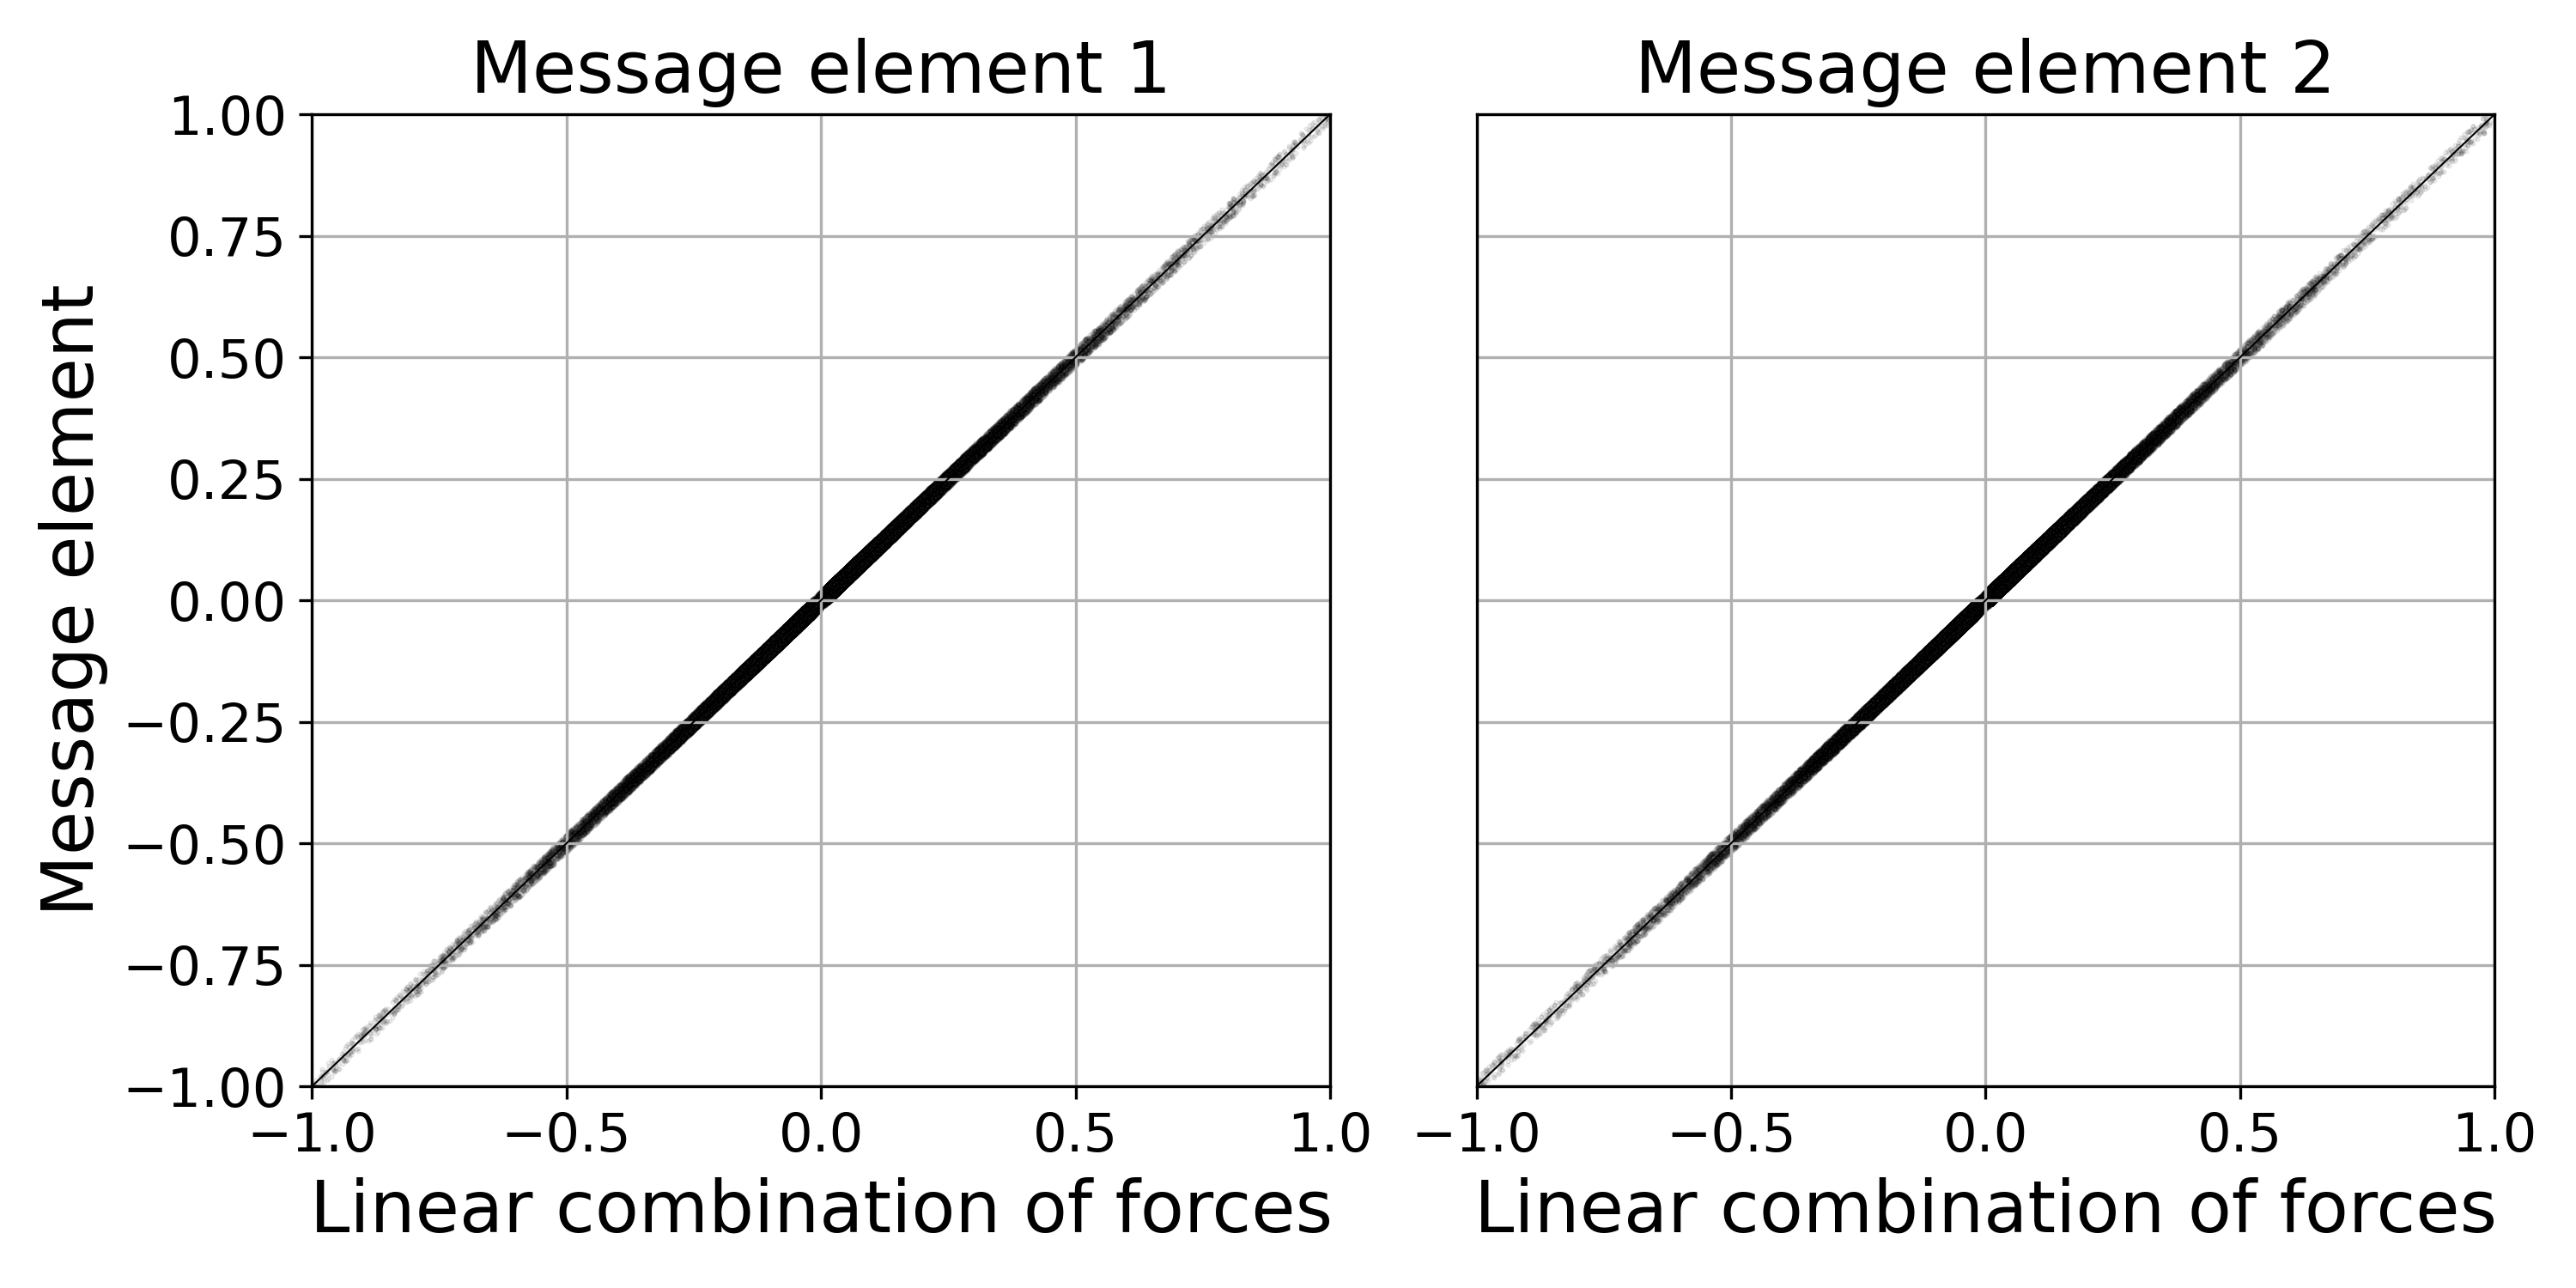 Message element 1
Message element 2
Message element
1.00
0.75
0.50
0.25
0.00
−0.25
−0.50
−0.75
−1.00
−1.0 −0.5 0.0 0.5 1.0
−1.0 −0.5 0.0 0.5 1.0
Linear combination of forces
Linear combination of forces